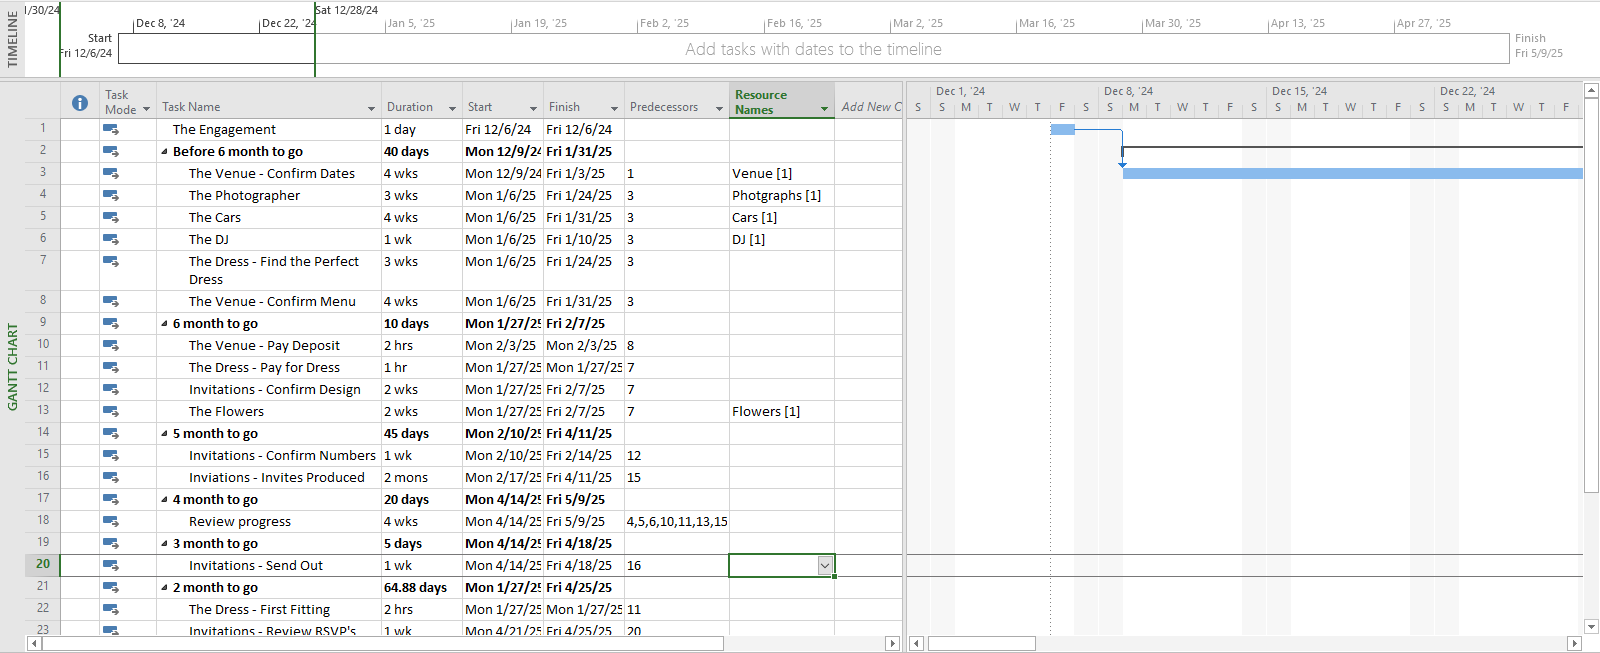 TIMELINE
1/30/24
Sat 12/28/24
Dec 8, '24 Dec 22, '24 Jan 5, '25 Jan 19, '25 Feb 2, '25 Feb 16, '25 Mar 2, '25 Mar 16, '25 Mar 30, '25 Apr 13, '25 Apr 27, '25
Start
Fri 12/6/24
Add tasks with dates to the timeline
Finish
Fri 5/9/25
GANTT CHART
Task Mode Task Name Duration Start Finish Predecessors Resource Names Add New C
Dec 1, '24 Dec 8, '24 Dec 15, '24 Dec 22, '24
S S M T W T F S S M T W T F S S M T W T F S S M T W T F
1 The Engagement 1 day Fri 12/6/24 Fri 12/6/24
2 Before 6 month to go 40 days Mon 12/9/24 Fri 1/31/25
3 The Venue - Confirm Dates 4 wks Mon 12/9/24 Fri 1/3/25 1 Venue [1]
4 The Photographer 3 wks Mon 1/6/25 Fri 1/24/25 3 Photgraphs [1]
5 The Cars 4 wks Mon 1/6/25 Fri 1/31/25 3 Cars [1]
6 The DJ 1 wk Mon 1/6/25 Fri 1/10/25 3 DJ [1]
7 The Dress - Find the Perfect 3 wks Mon 1/6/25 Fri 1/24/25 3
Dress
8 The Venue - Confirm Menu 4 wks Mon 1/6/25 Fri 1/31/25 3
9 6 month to go 10 days Mon 1/27/25 Fri 2/7/25
10 The Venue - Pay Deposit 2 hrs Mon 2/3/25 Mon 2/3/25 8
11 The Dress - Pay for Dress 1 hr Mon 1/27/25 Mon 1/27/25 7
12 Invitations - Confirm Design 2 wks Mon 1/27/25 Fri 2/7/25 7
13 The Flowers 2 wks Mon 1/27/25 Fri 2/7/25 7 Flowers [1]
14 5 month to go 45 days Mon 2/10/25 Fri 4/11/25
15 Invitations - Confirm Numbers 1 wk Mon 2/10/25 Fri 2/14/25 12
16 Inviations - Invites Produced 2 mons Mon 2/17/25 Fri 4/11/25 15
17 4 month to go 20 days Mon 4/14/25 Fri 5/9/25
18 Review progress 4 wks Mon 4/14/25 Fri 5/9/25 4,5,6,10,11,13,15
19 3 month to go 5 days Mon 4/14/25 Fri 4/18/25
20 Invitations - Send Out 1 wk Mon 4/14/25 Fri 4/18/25 16
21 2 month to go 64.88 days Mon 1/27/25 Fri 4/25/25
22 The Dress - First Fitting 2 hrs Mon 1/27/25 Mon 1/27/25 11
23 Invitations - Review RSVP's 1 wk Mon 4/21/25 Fri 4/25/25 20